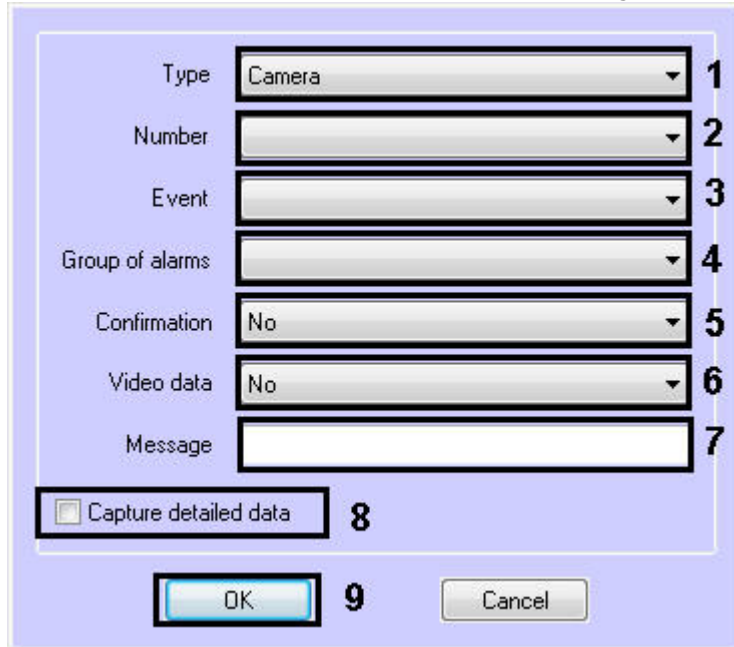 Type Camera 1
Number 2
Event 3
Group of alarms 4
Confirmation No 5
Video data No 6
Message 7
Capture detailed data 8
OK 9 Cancel